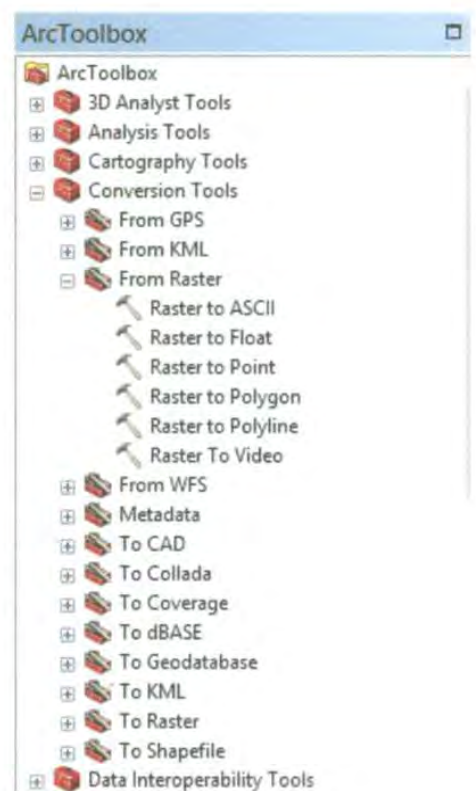 ArcToolbox
ArcToolbox
3D Analyst Tools
Analysis Tools
Cartography Tools
Conversion Tools
From GPS
From KML
From Raster
Raster to ASCII
Raster to Float
Raster to Point
Raster to Polygon
Raster to Polyline
Raster To Video
From WFS
Metadata
To CAD
To Collada
To Coverage
To dBASE
To Geodatabase
To KML
To Raster
To Shapefile
Data Interoperability Tools